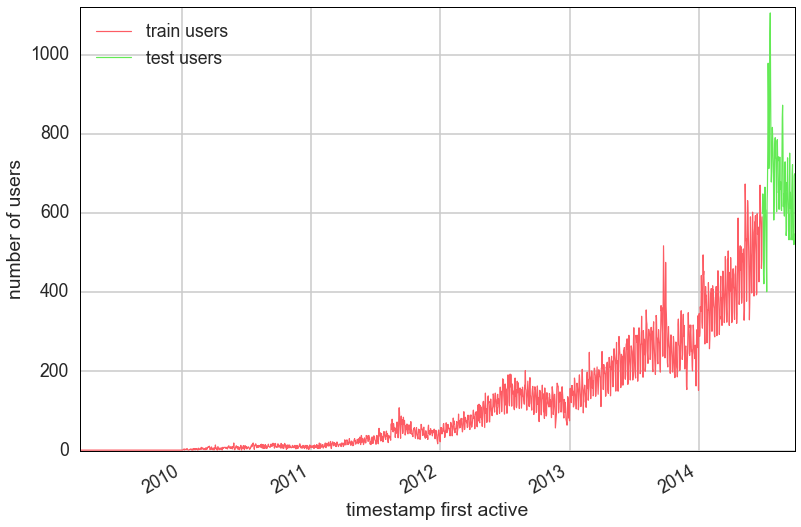 train users
test users
1000
800
600
400
200
0
number of users
2010
2011
2012
2013
2014
timestamp first active